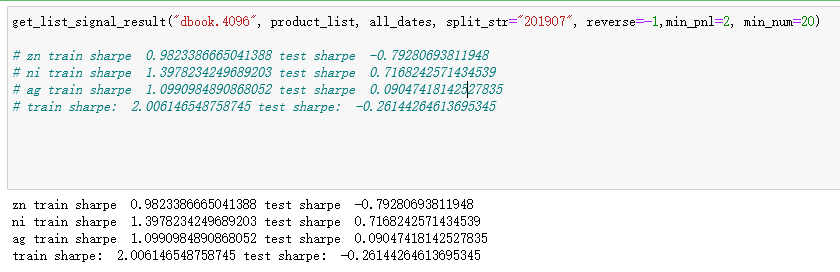 get_list_signal_result("dbook.4096", product_list, all_dates, split_str="201907", reverse=-1,min_pnl=2, min_num=20)
# zn train sharpe  0.9823386665041388 test sharpe  -0.79280693811948
# ni train sharpe  1.3978234249689203 test sharpe  0.7168242571434539
# ag train sharpe  1.0990984890868052 test sharpe  0.09047418142527835
# train sharpe:  2.006146548758745 test sharpe:  -0.26144264613695345
zn train sharpe  0.9823386665041388 test sharpe  -0.79280693811948
ni train sharpe  1.3978234249689203 test sharpe  0.7168242571434539
ag train sharpe  1.0990984890868052 test sharpe  0.09047418142527835
train sharpe:  2.006146548758745 test sharpe:  -0.26144264613695345